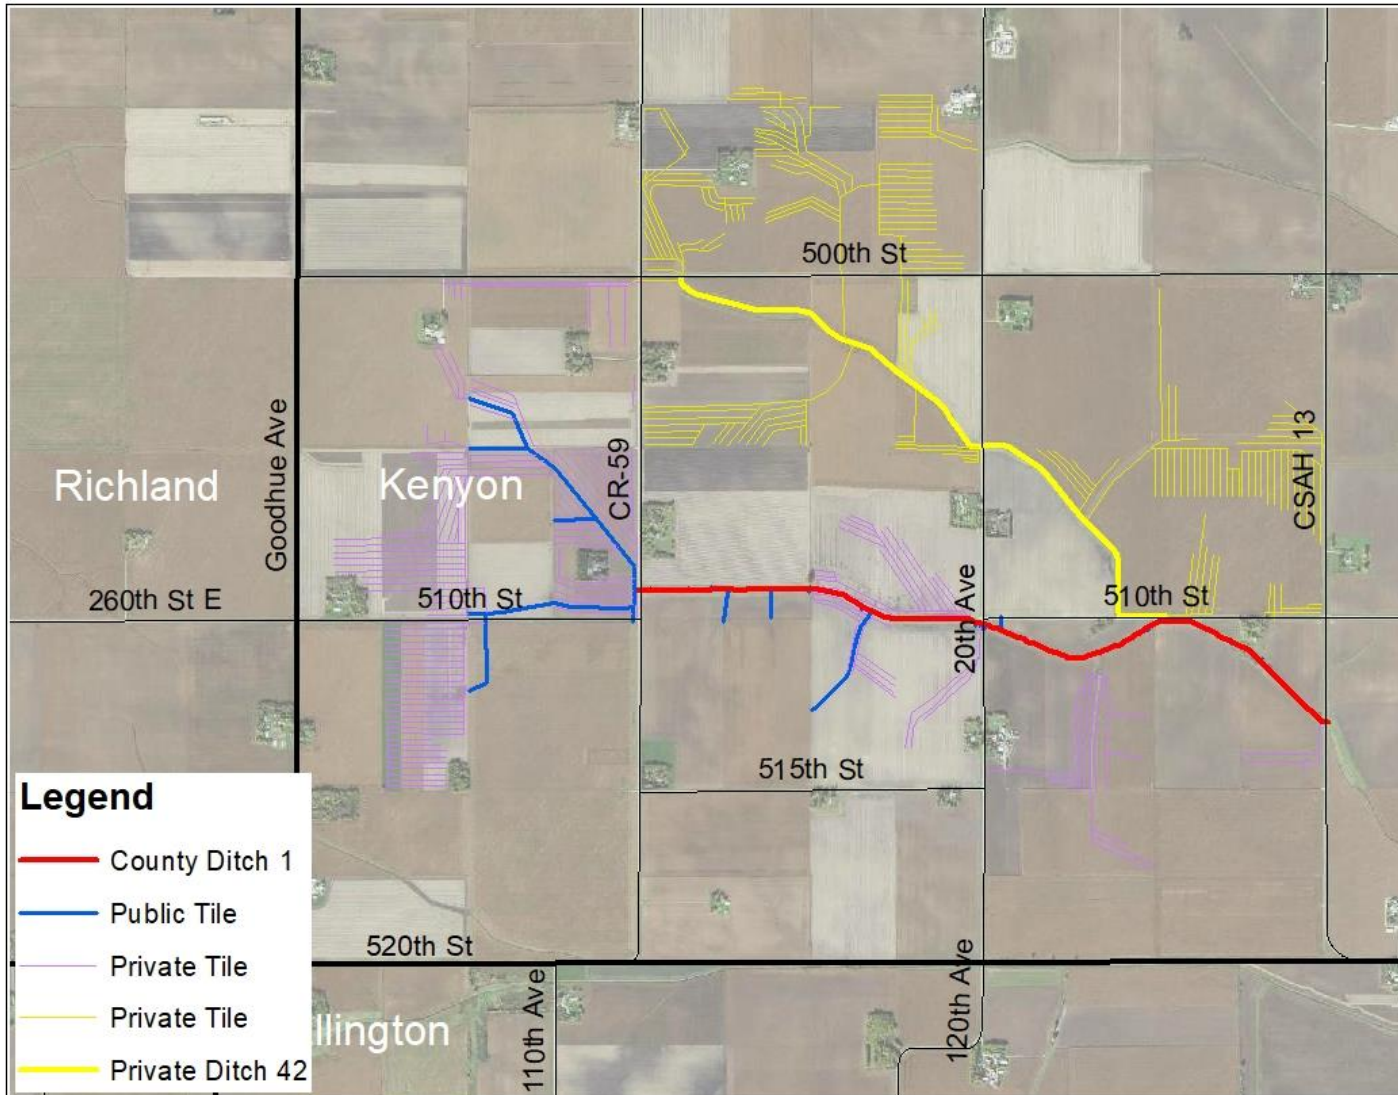 500th St
Goodhue Ave
CR-59
CSAH 13
Richland
Kenyon
260th St E
510th St
510th St
20th Ave
515th St
Legend
County Ditch 1
Public Tile
Private Tile
Private Tile
Private Ditch 42
520th St
110th Ave
120th Ave
llington